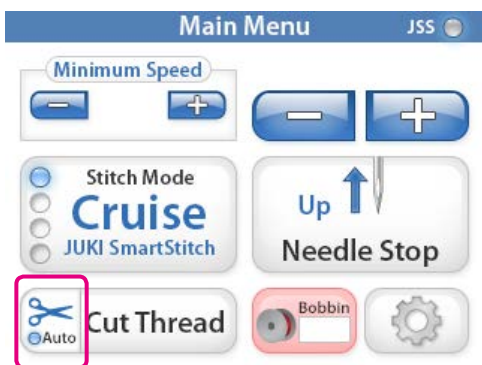 Main Menu
JSS
Minimum Speed
Stitch Mode
Cruise
JUKI SmartStitch
Up
Needle Stop
Auto
Cut Thread
Bobbin